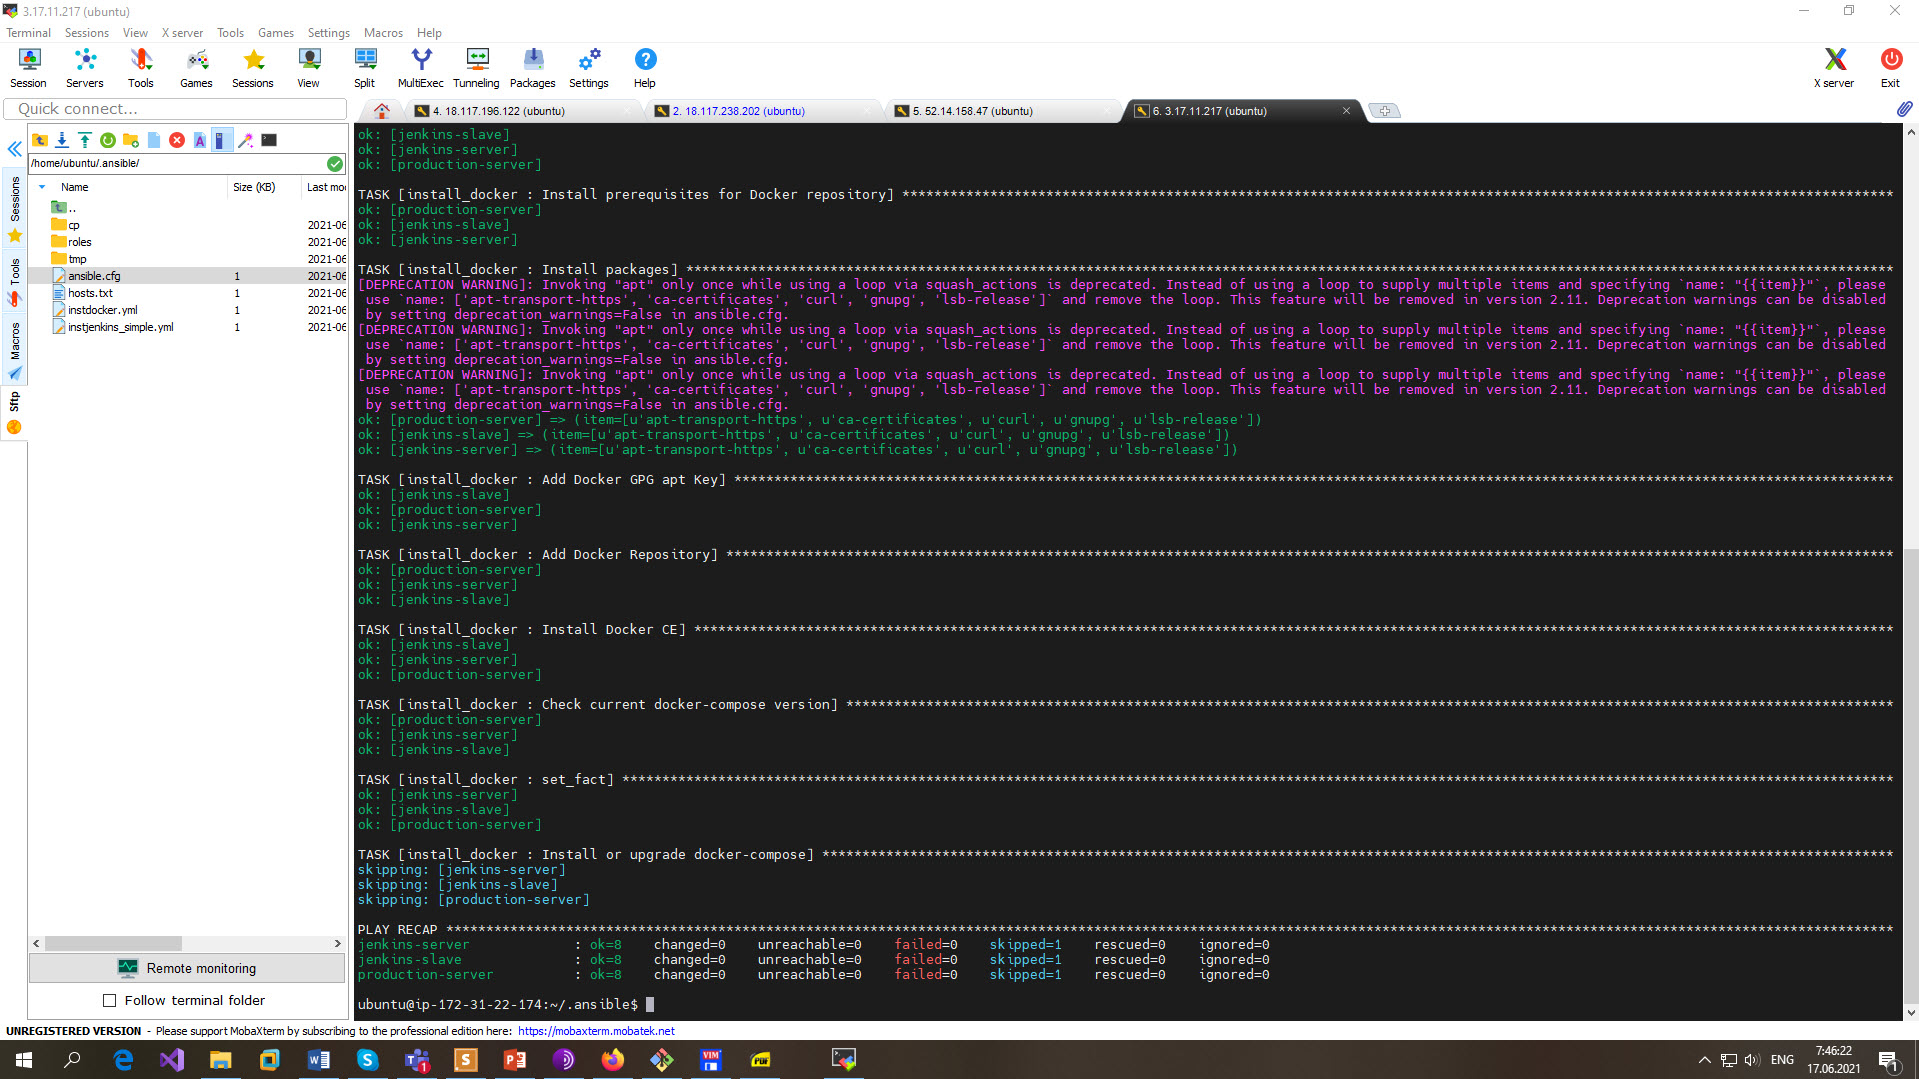 3.17.11.217 (ubuntu)
Terminal Sessions View X server Tools Games Settings Macros Help
Session Servers Tools Games Sessions View Split MultiExec Tunneling Packages Settings Help X server Exit
Quick connect...
4. 18.117.196.122 (ubuntu) 2. 18.117.238.202 (ubuntu) 5. 52.14.158.47 (ubuntu) 6. 3.17.11.217 (ubuntu)
/home/ubuntu/.ansible/
Name Size (KB) Last mo
..
cp 2021-06
roles 2021-06
tmp 2021-06
ansible.cfg 1 2021-06
hosts.txt 1 2021-06
instdocker.yml 1 2021-06
instjenkins_simple.yml 1 2021-06
Sessions
Tools
Macros
Sftp
Remote monitoring
Follow terminal folder
ok: [jenkins-slave]
ok: [jenkins-server]
ok: [production-server]
TASK [install_docker : Install prerequisites for Docker repository] ****************************************************************************************************************************
ok: [production-server]
ok: [jenkins-slave]
ok: [jenkins-server]
TASK [install_docker : Install packages] *******************************************************************************************************************************************************
[DEPRECATION WARNING]: Invoking "apt" only once while using a loop via squash_actions is deprecated. Instead of using a loop to supply multiple items and specifying `name: "{{item}}"`, please
use `name: ['apt-transport-https', 'ca-certificates', 'curl', 'gnupg', 'lsb-release']` and remove the loop. This feature will be removed in version 2.11. Deprecation warnings can be disabled
by setting deprecation_warnings=False in ansible.cfg.
[DEPRECATION WARNING]: Invoking "apt" only once while using a loop via squash_actions is deprecated. Instead of using a loop to supply multiple items and specifying `name: "{{item}}"`, please
use `name: ['apt-transport-https', 'ca-certificates', 'curl', 'gnupg', 'lsb-release']` and remove the loop. This feature will be removed in version 2.11. Deprecation warnings can be disabled
by setting deprecation_warnings=False in ansible.cfg.
[DEPRECATION WARNING]: Invoking "apt" only once while using a loop via squash_actions is deprecated. Instead of using a loop to supply multiple items and specifying `name: "{{item}}"`, please
use `name: ['apt-transport-https', 'ca-certificates', 'curl', 'gnupg', 'lsb-release']` and remove the loop. This feature will be removed in version 2.11. Deprecation warnings can be disabled
by setting deprecation_warnings=False in ansible.cfg.
ok: [production-server] => (item=[u'apt-transport-https', u'ca-certificates', u'curl', u'gnupg', u'lsb-release'])
ok: [jenkins-slave] => (item=[u'apt-transport-https', u'ca-certificates', u'curl', u'gnupg', u'lsb-release'])
ok: [jenkins-server] => (item=[u'apt-transport-https', u'ca-certificates', u'curl', u'gnupg', u'lsb-release'])
TASK [install_docker : Add Docker GPG apt Key] *************************************************************************************************************************************************
ok: [jenkins-slave]
ok: [production-server]
ok: [jenkins-server]
TASK [install_docker : Add Docker Repository] **************************************************************************************************************************************************
ok: [production-server]
ok: [jenkins-server]
ok: [jenkins-slave]
TASK [install_docker : Install Docker CE] ******************************************************************************************************************************************************
ok: [jenkins-slave]
ok: [jenkins-server]
ok: [production-server]
TASK [install_docker : Check current docker-compose version] ***********************************************************************************************************************************
ok: [production-server]
ok: [jenkins-server]
ok: [jenkins-slave]
TASK [install_docker : set_fact] ***************************************************************************************************************************************************************
ok: [jenkins-server]
ok: [jenkins-slave]
ok: [production-server]
TASK [install_docker : Install or upgrade docker-compose] **************************************************************************************************************************************
skipping: [jenkins-server]
skipping: [jenkins-slave]
skipping: [production-server]
PLAY RECAP *************************************************************************************************************************************************************************************
jenkins-server : ok=8 changed=0 unreachable=0 failed=0 skipped=1 rescued=0 ignored=0
jenkins-slave : ok=8 changed=0 unreachable=0 failed=0 skipped=1 rescued=0 ignored=0
production-server : ok=8 changed=0 unreachable=0 failed=0 skipped=1 rescued=0 ignored=0
ubuntu@ip-172-31-22-174:~/.ansible$
UNREGISTERED VERSION - Please support MobaXterm by subscribing to the professional edition here: https://mobaxterm.mobatek.net
ENG 7:46:22
17.06.2021